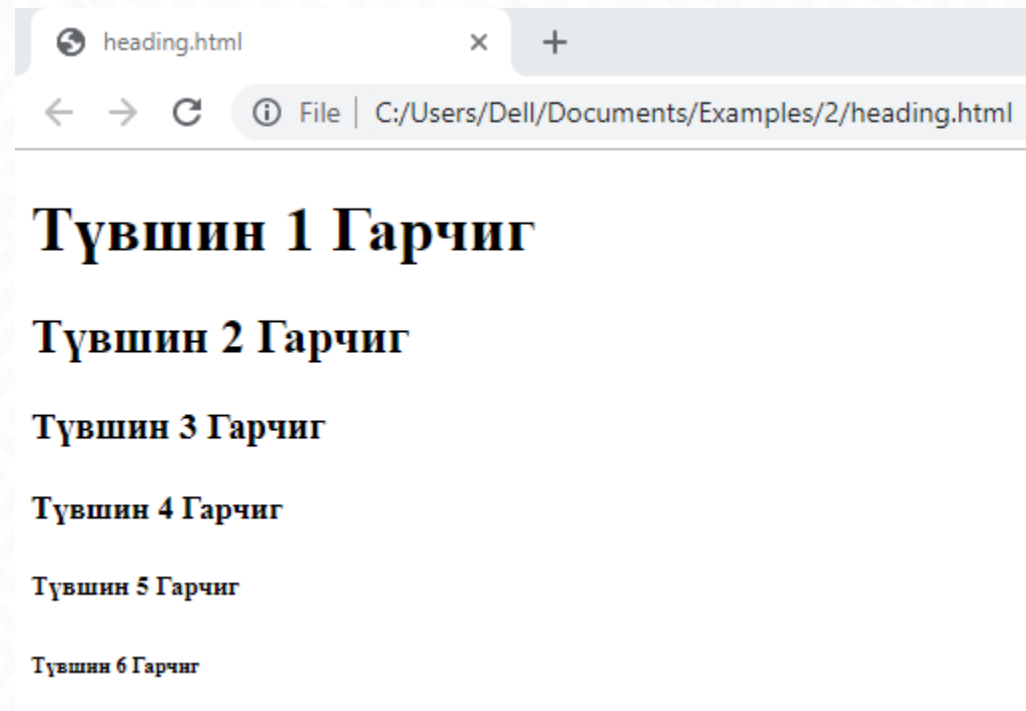 heading.html
File | C:/Users/Dell/Documents/Examples/2/heading.html
Түвшин 1 Гарчиг
Түвшин 2 Гарчиг
Түвшин 3 Гарчиг
Түвшин 4 Гарчиг
Түвшин 5 Гарчиг
Түвшин 6 Гарчиг